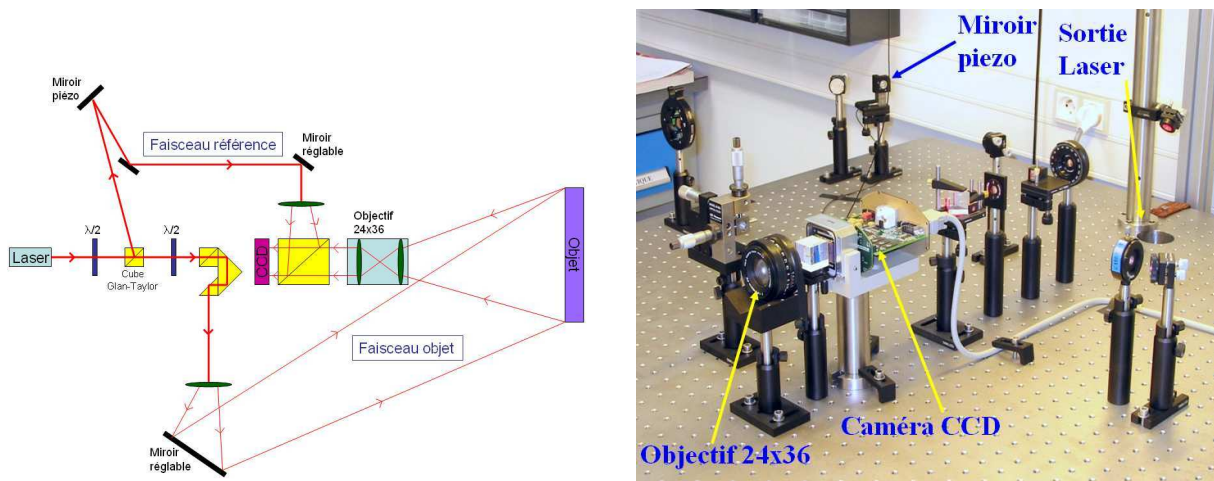 Miroir
piézo
Faisceau référence
Miroir
réglable
Objectif
24x36
λ/2
λ/2
Laser
Cube
Glan-Taylor
CCD
Objet
Faisceau objet
Miroir
réglable
Miroir
piezo
Sortie
Laser
Caméra CCD
Objectif 24x36